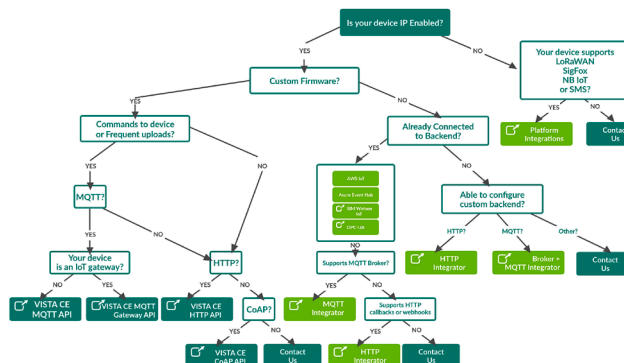 Is your device IP Enabled?
YES
NO
Custom Firmware?
Your device supports
LoRaWAN
SigFox
NB IoT
or SMS?
YES
NO
YES
NO
Commands to device
or Frequent uploads?
Already Connected
to Backend?
Platform
Integrations
Contact
Us
YES
NO
YES
NO
AWS IoT
Azure Event Hub
IBM Watson
IoT
OPC-UA
MQTT?
Able to configure
custom backend?
YES
NO
HTTP?
MQTT?
Other?
NO
Your device
is an IoT gateway?
HTTP?
Supports MQTT Broker?
HTTP
Integrator
Broker +
MQTT Integrator
Contact
Us
NO
YES
YES
NO
YES
NO
VISTA CE
MQTT API
VISTA CE MQTT
Gateway API
VISTA CE
HTTP API
CoAP?
MQTT
Integrator
Supports HTTP
callbacks or webhooks
YES
NO
YES
NO
VISTA CE
CoAP API
Contact
Us
HTTP
Integrator
Contact
Us